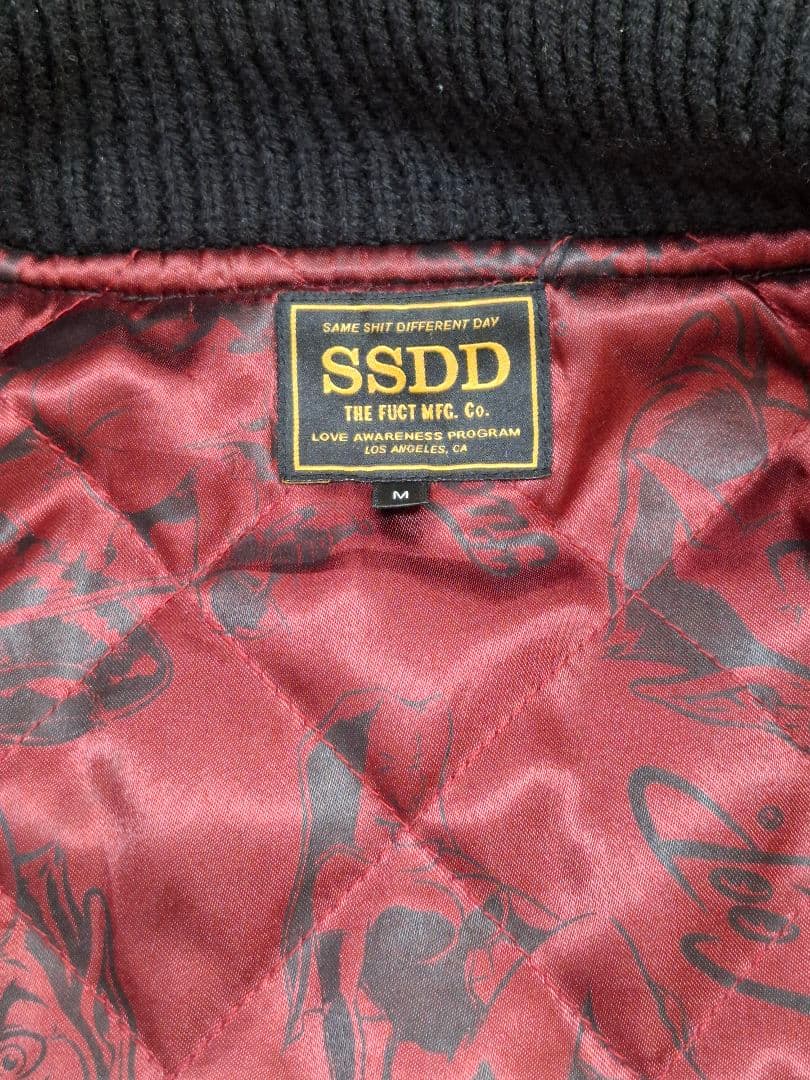 SAME SHIT DIFFERENT DAY
SSDD
THE FUCT MFG. Co.
LOVE AWARENESS PROGRAM
LOS ANGELES, CA
M